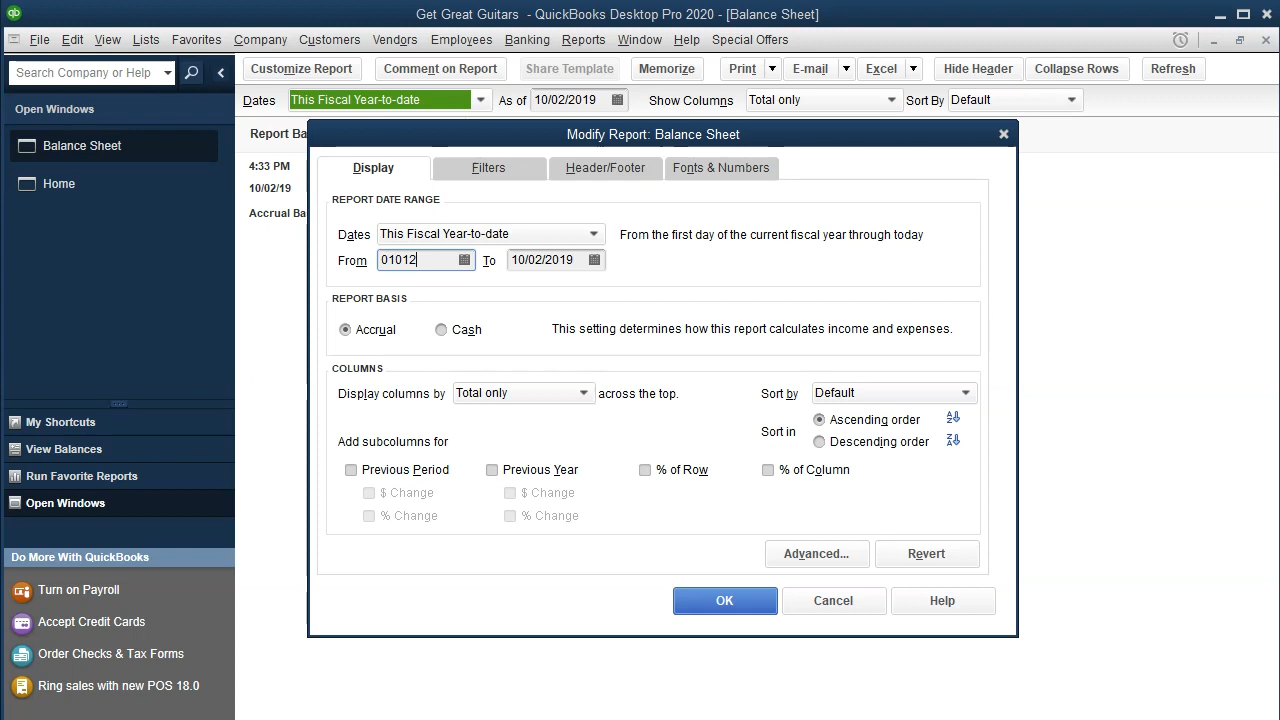 Get Great Guitars - QuickBooks Desktop Pro 2020 - [Balance Sheet]
File Edit View Lists Favorites Company Customers Vendors Employees Banking Reports Window Help Special Offers
Search Company or Help
Customize Report Comment on Report Share Template Memorize Print E-mail Excel Hide Header Collapse Rows Refresh
Open Windows
Dates This Fiscal Year-to-date As of 10/02/2019 Show Columns Total only Sort By Default
Balance Sheet
Home
Report Ba
4:33 PM
10/02/19
Accrual Ba
Modify Report: Balance Sheet
Display Filters Header/Footer Fonts & Numbers
REPORT DATE RANGE
Dates This Fiscal Year-to-date From the first day of the current fiscal year through today
From 01012 To 10/02/2019
REPORT BASIS
Accrual Cash This setting determines how this report calculates income and expenses.
COLUMNS
Display columns by Total only across the top. Sort by Default
Ascending order
Sort in
Descending order
Add subcolumns for
Previous Period Previous Year % of Row % of Column
$ Change $ Change
% Change % Change
Advanced... Revert
OK Cancel Help
My Shortcuts
View Balances
Run Favorite Reports
Open Windows
Do More With QuickBooks
Turn on Payroll
Accept Credit Cards
Order Checks & Tax Forms
Ring sales with new POS 18.0